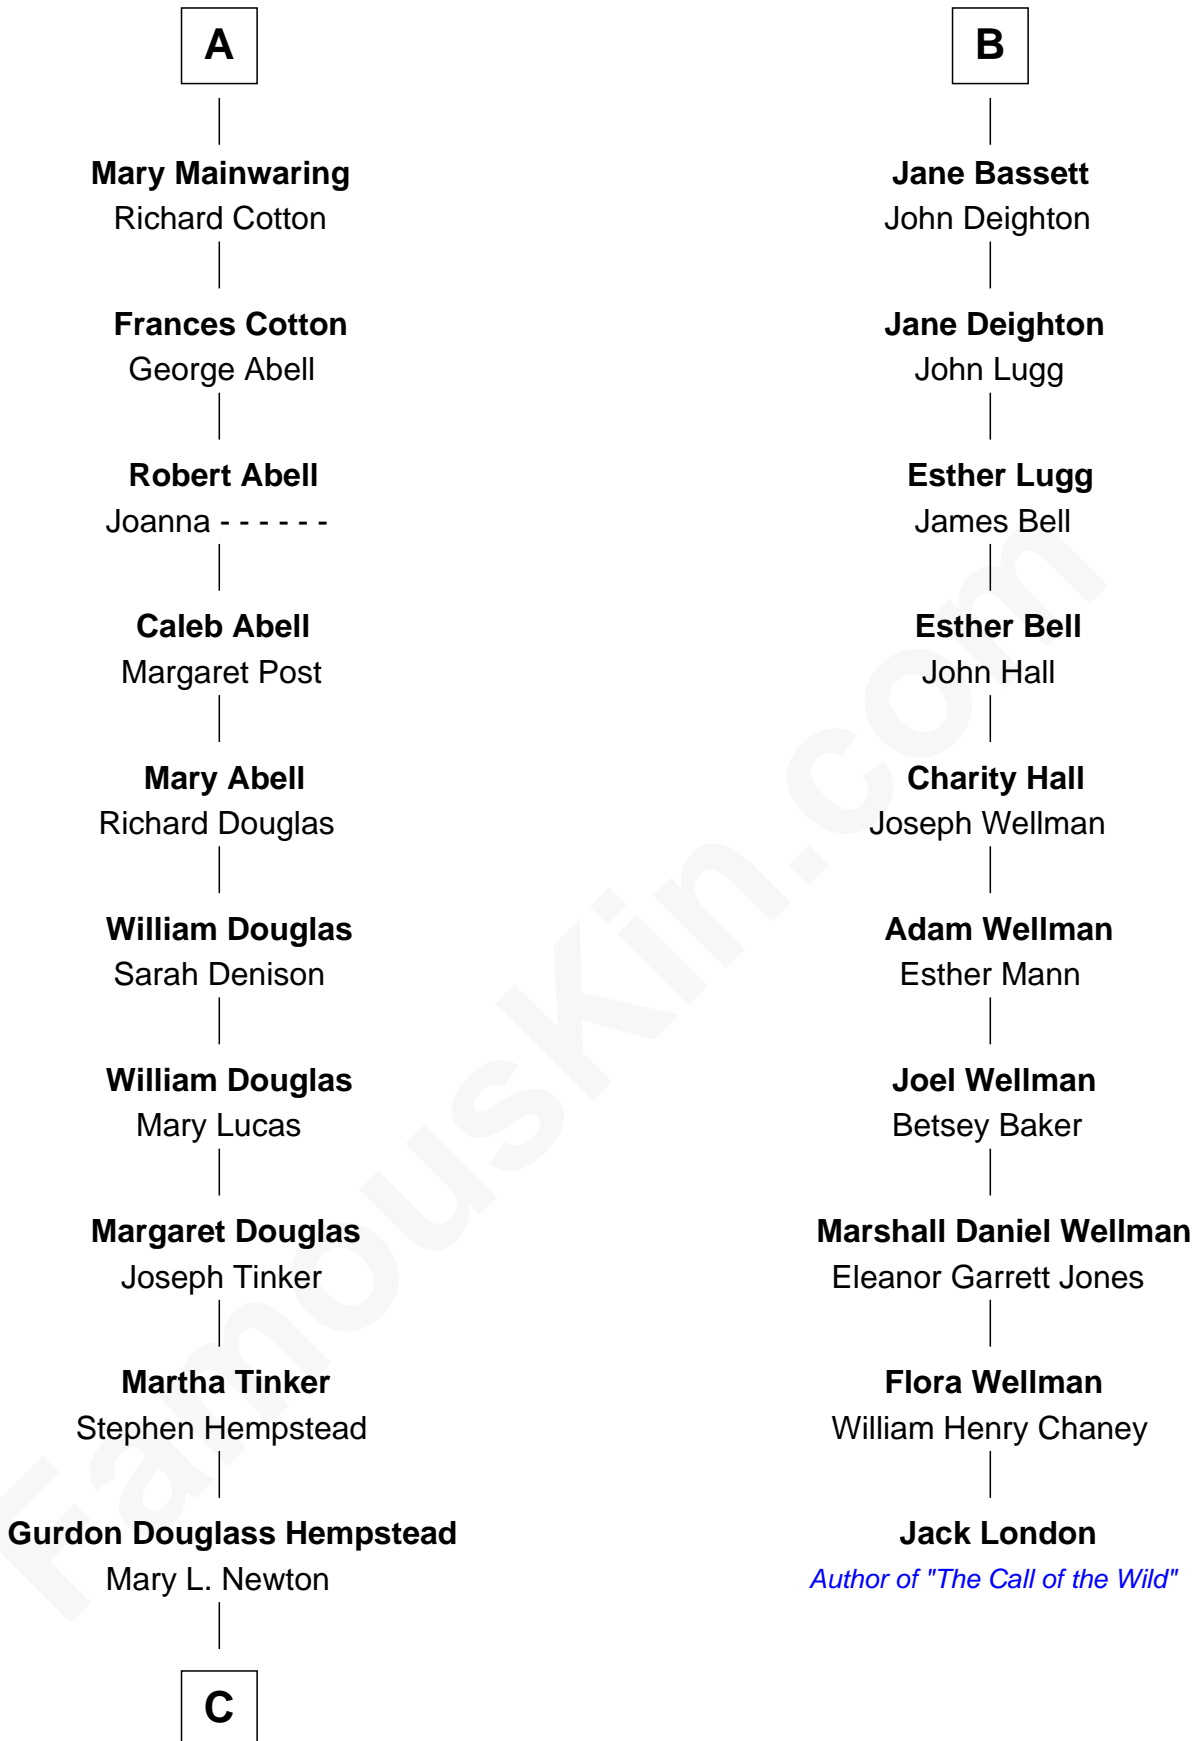 A
Mary Mainwaring
Richard Cotton
Frances Cotton
George Abell
Robert Abell
Joanna - - - - - -
Caleb Abell
Margaret Post
Mary Abell
Richard Douglas
William Douglas
Sarah Denison
William Douglas
Mary Lucas
Margaret Douglas
Joseph Tinker
Martha Tinker
Stephen Hempstead
Gurdon Douglass Hempstead
Mary L. Newton
C
B
Jane Bassett
John Deighton
Jane Deighton
John Lugg
Esther Lugg
James Bell
Esther Bell
John Hall
Charity Hall
Joseph Wellman
Adam Wellman
Esther Mann
Joel Wellman
Betsey Baker
Marshall Daniel Wellman
Eleanor Garrett Jones
Flora Wellman
William Henry Chaney
Jack London
Author of "The Call of the Wild"
FamousKin.com